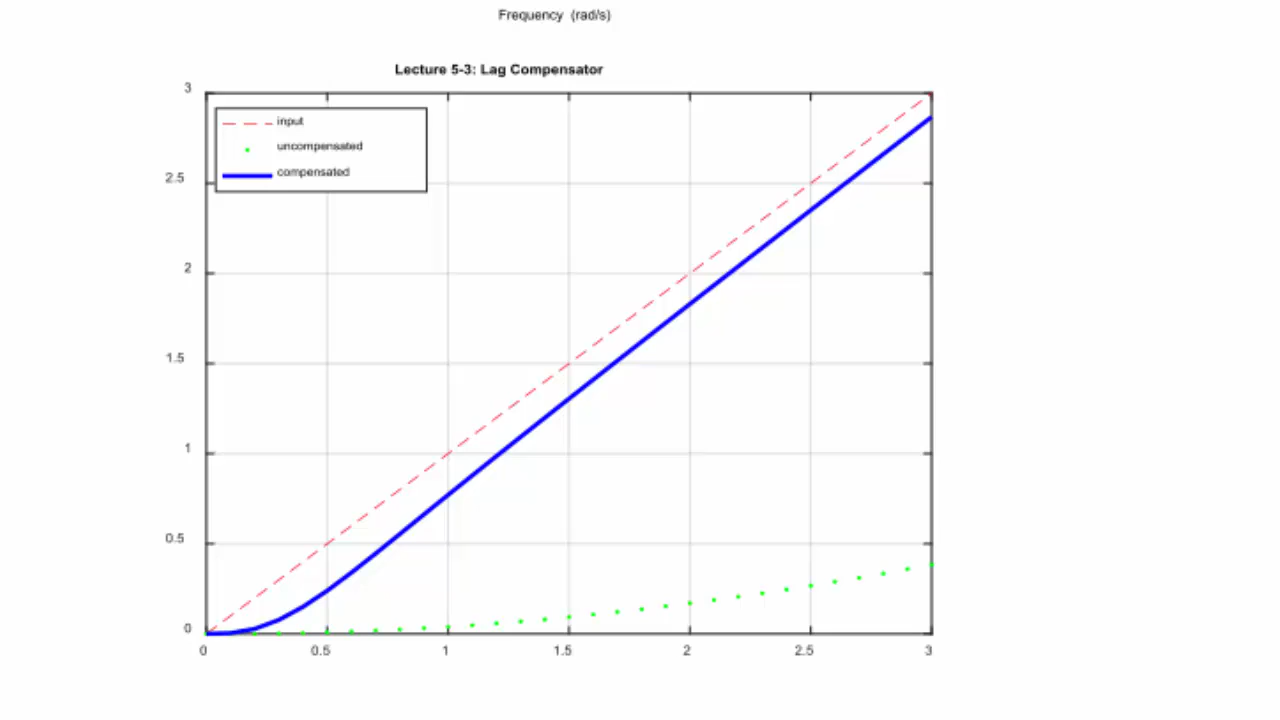 Frequency (rad/s)
Lecture 5-3: Lag Compensator
3
input
uncompensated
compensated
2.5
2
1.5
1
0.5
0
0 0.5 1 1.5 2 2.5 3